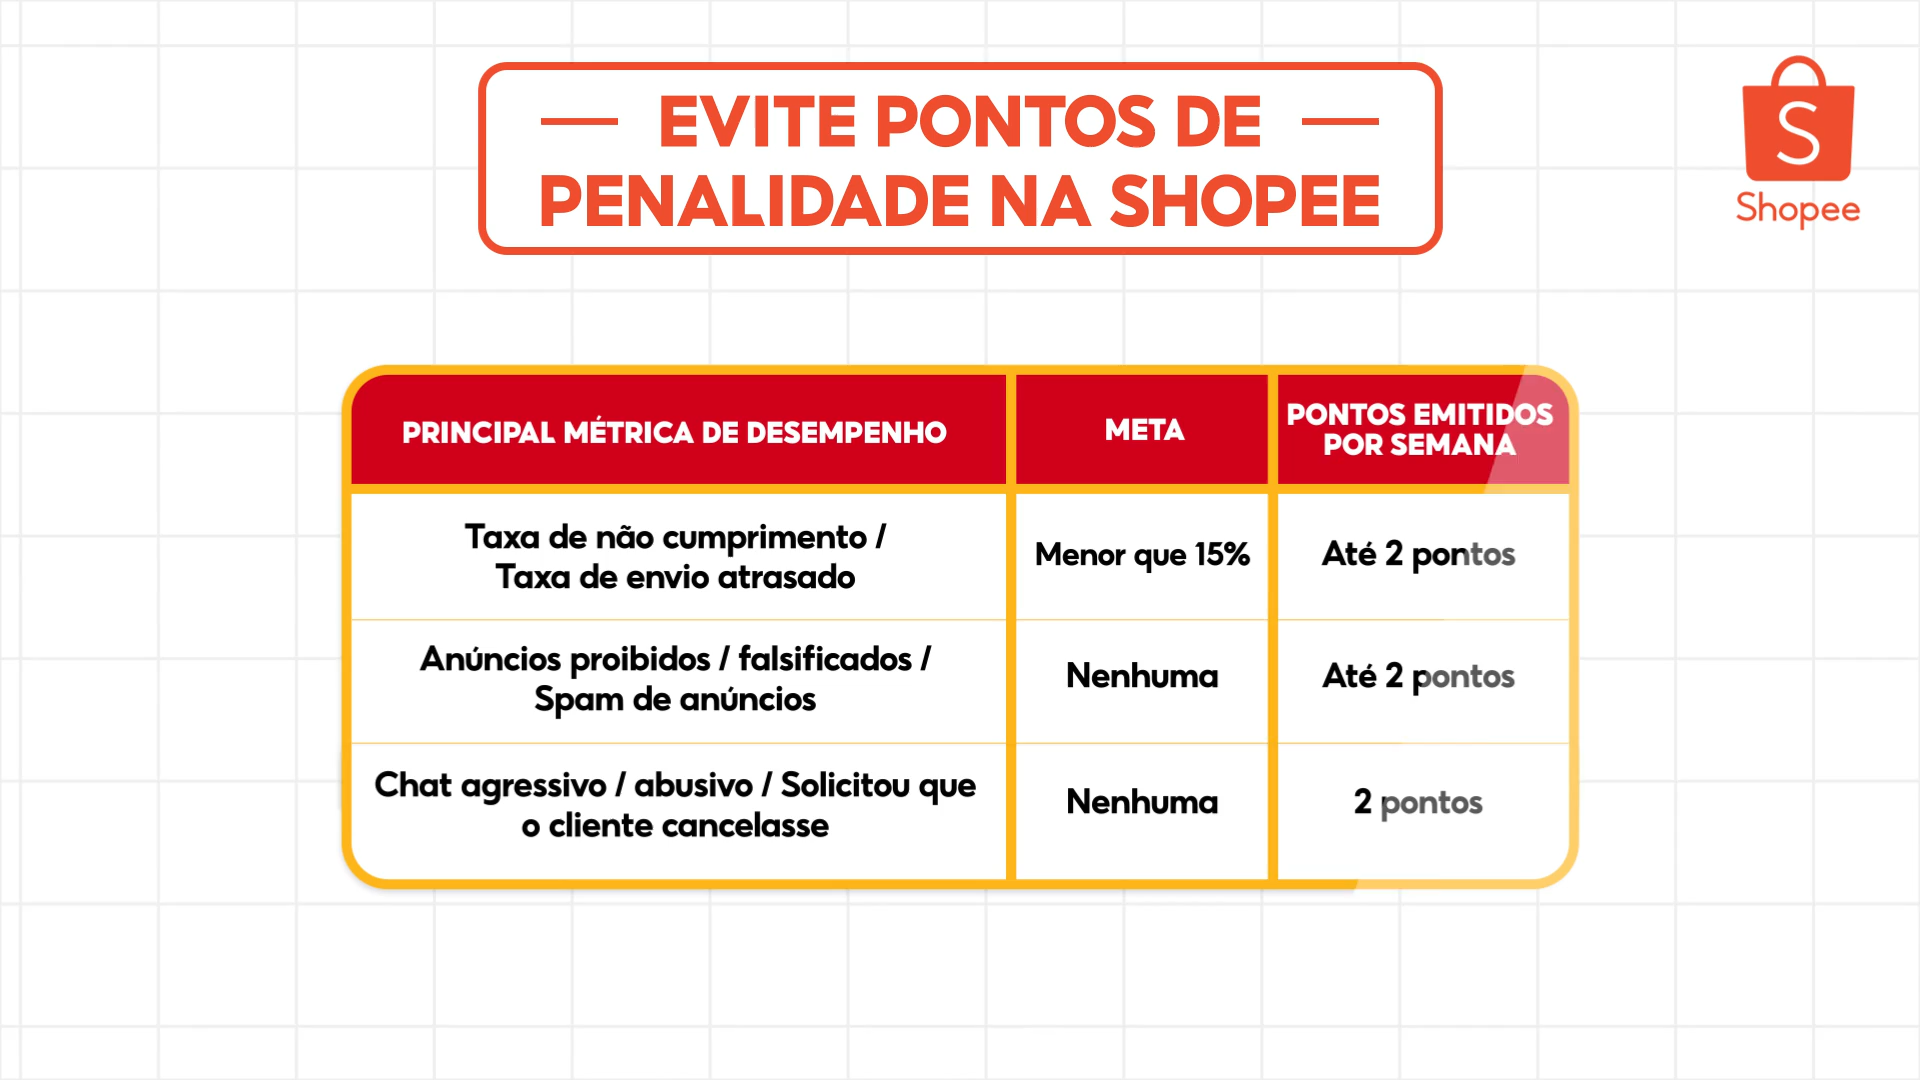 EVITE PONTOS DE
PENALIDADE NA SHOPEE
S
Shopee
PRINCIPAL MÉTRICA DE DESEMPENHO
META
PONTOS EMITIDOS
POR SEMANA
Taxa de não cumprimento /
Taxa de envio atrasado
Menor que 15%
Até 2 pontos
Anúncios proibidos / falsificados /
Spam de anúncios
Nenhuma
Até 2 pontos
Chat agressivo / abusivo / Solicitou que
o cliente cancelasse
Nenhuma
2 pontos